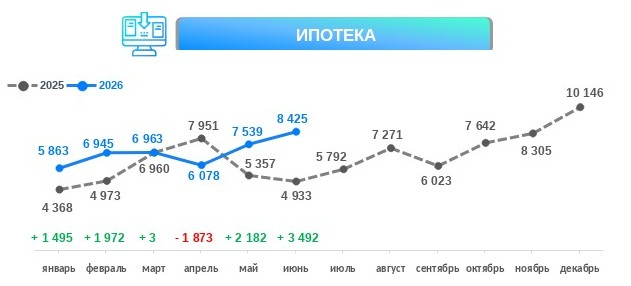 ИПОТЕКА
2025 2026
10 146
7 951 8 425
5 863 6 945 6 963 7 539 7 271 7 642
6 960 6 078 5 357 5 792 8 305
4 368 4 973 4 933 6 023
+ 1 495 + 1 972 + 3 - 1 873 + 2 182 + 3 492
январь февраль март апрель май июнь июль август сентябрь октябрь ноябрь декабрь